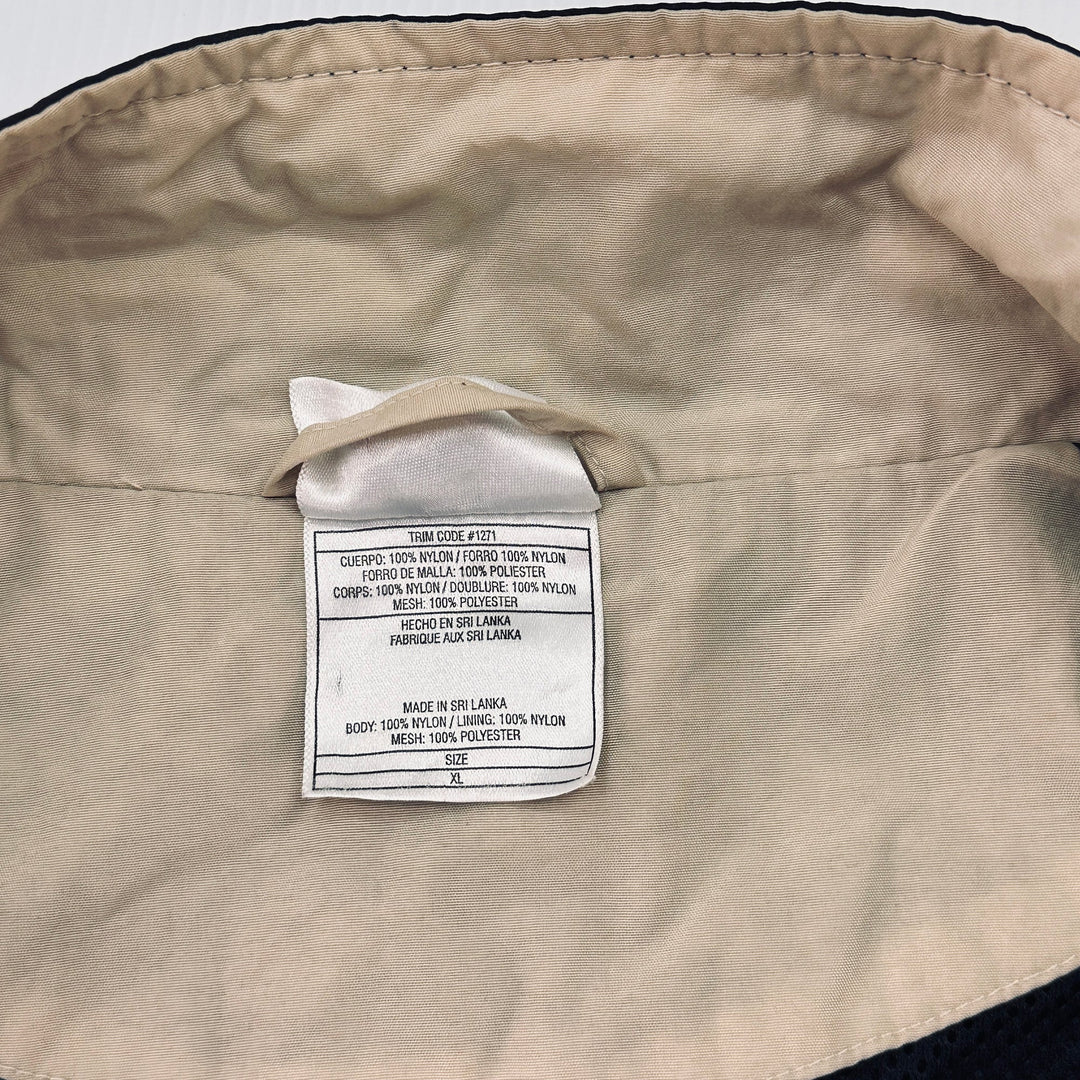 TRIM CODE #1271
CUERPO: 100% NYLON / FORRO 100% NYLON
FORRO DE MALLA: 100% POLIESTER
CORPS: 100% NYLON / DOUBLURE: 100% NYLON
MESH: 100% POLYESTER
HECHO EN SRI LANKA
FABRIQUE AUX SRI LANKA
MADE IN SRI LANKA
BODY: 100% NYLON / LINING: 100% NYLON
MESH: 100% POLYESTER
SIZE
XL